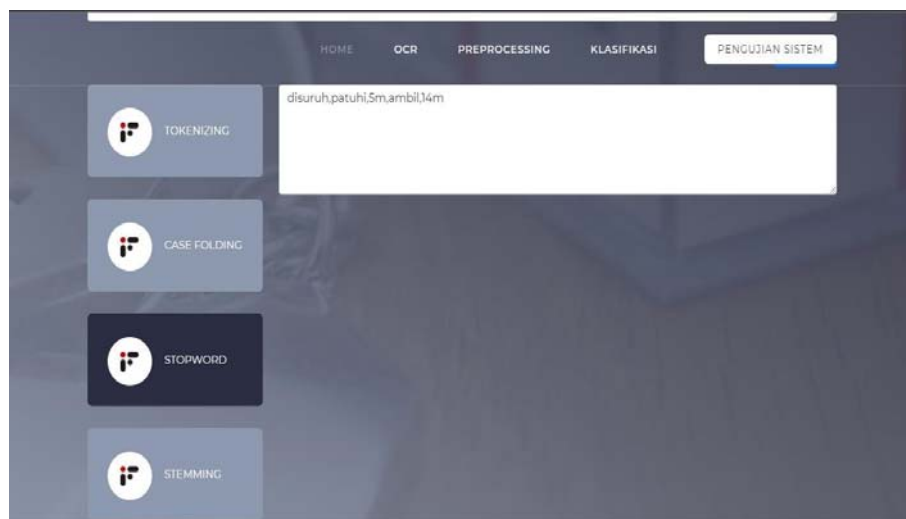 HOME OCR PREPROCESSING KLASIFIKASI PENGUJIAN SISTEM
TOKENIZING
disuruh,patuhi,5m,ambil,14m
CASE FOLDING
STOPWORD
STEMMING